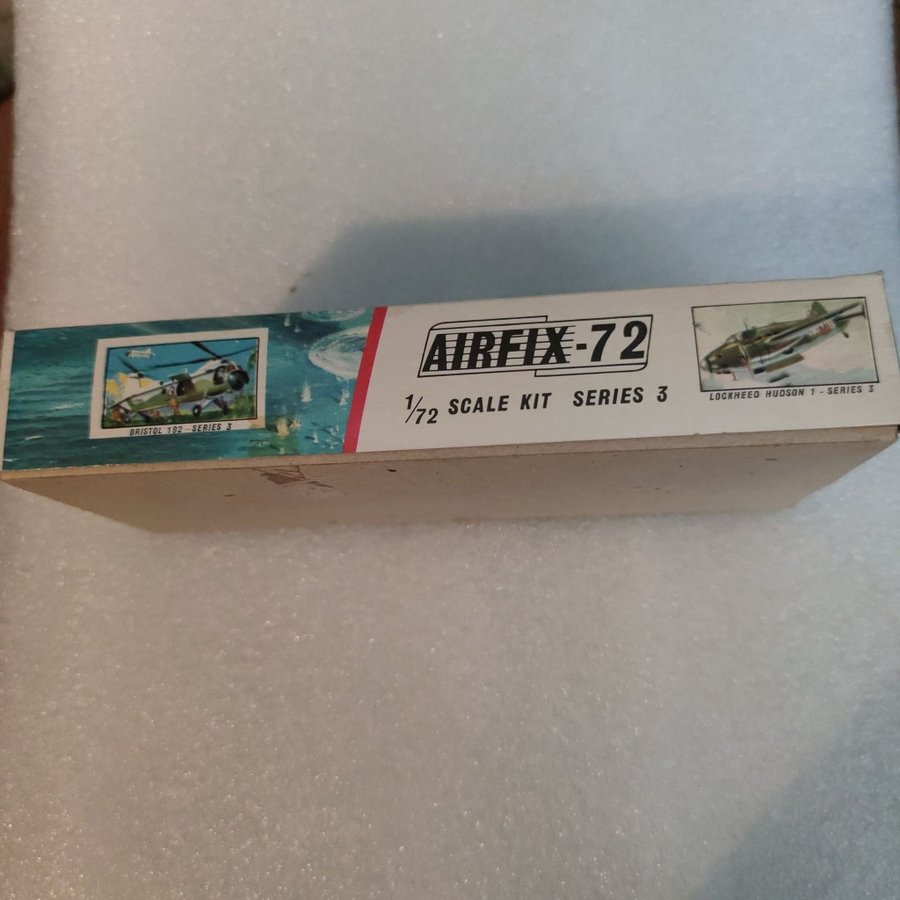 AIRFIX-72
1/72 SCALE KIT SERIES 3
BRISTOL 192 - SERIES 3
LOCKHEED HUDSON 1 - SERIES 3